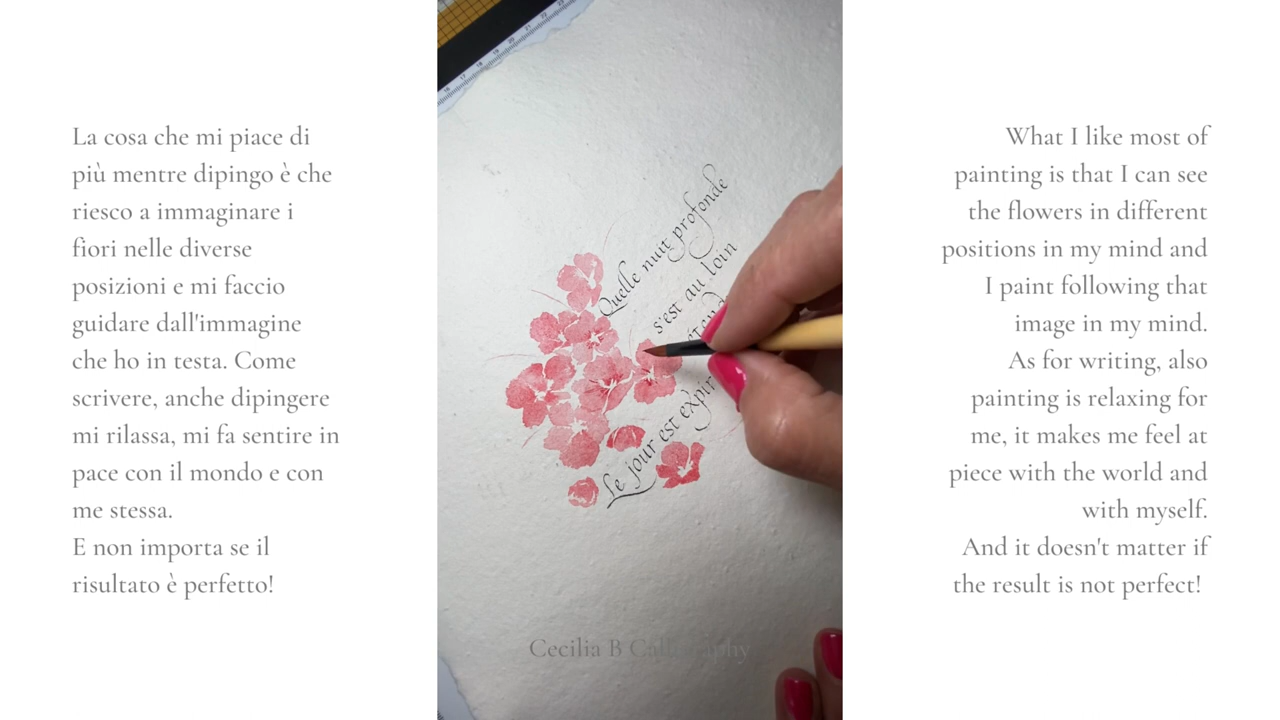 La cosa che mi piace di
più mentre dipingo è che
riesco a immaginare i
fiori nelle diverse
posizioni e mi faccio
guidare dall'immagine
che ho in testa. Come
scrivere, anche dipingere
mi rilassa, mi fa sentire in
pace con il mondo e con
me stessa.
E non importa se il
risultato è perfetto!
Quelle nuit profonde
s'est au loin
Le jour est
Cecilia B Calligraphy
What I like most of
painting is that I can see
the flowers in different
positions in my mind and
I paint following that
image in my mind.
As for writing, also
painting is relaxing for
me, it makes me feel at
piece with the world and
with myself.
And it doesn't matter if
the result is not perfect!